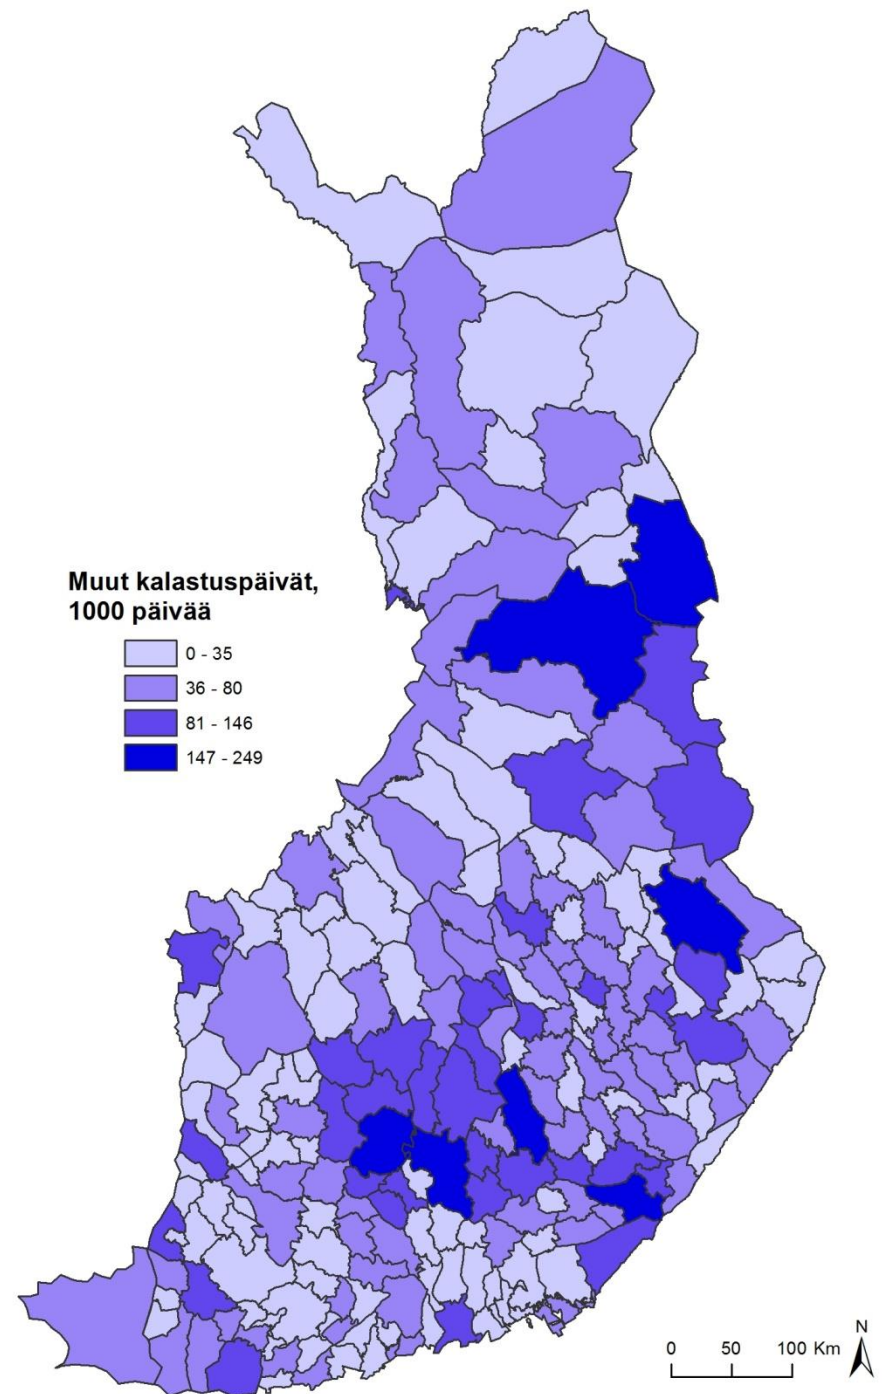 Muut kalastuspäivät,
1000 päivää
0 - 35
36 - 80
81 - 146
147 - 249
N
0 50 100 Km